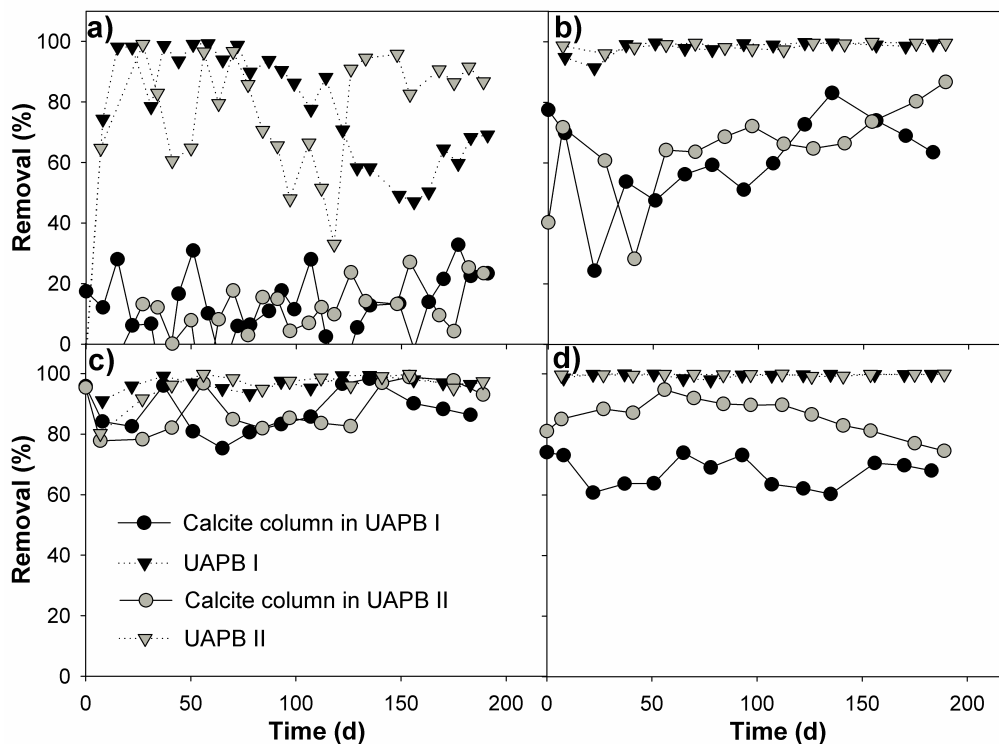 a)
b)
100
80
60
40
20
0
Removal (%)
c)
d)
100
80
60
40
20
0
Removal (%)
Calcite column in UAPB I
UAPB I
Calcite column in UAPB II
UAPB II
0 50 100 150 200
0 50 100 150 200
Time (d)
Time (d)